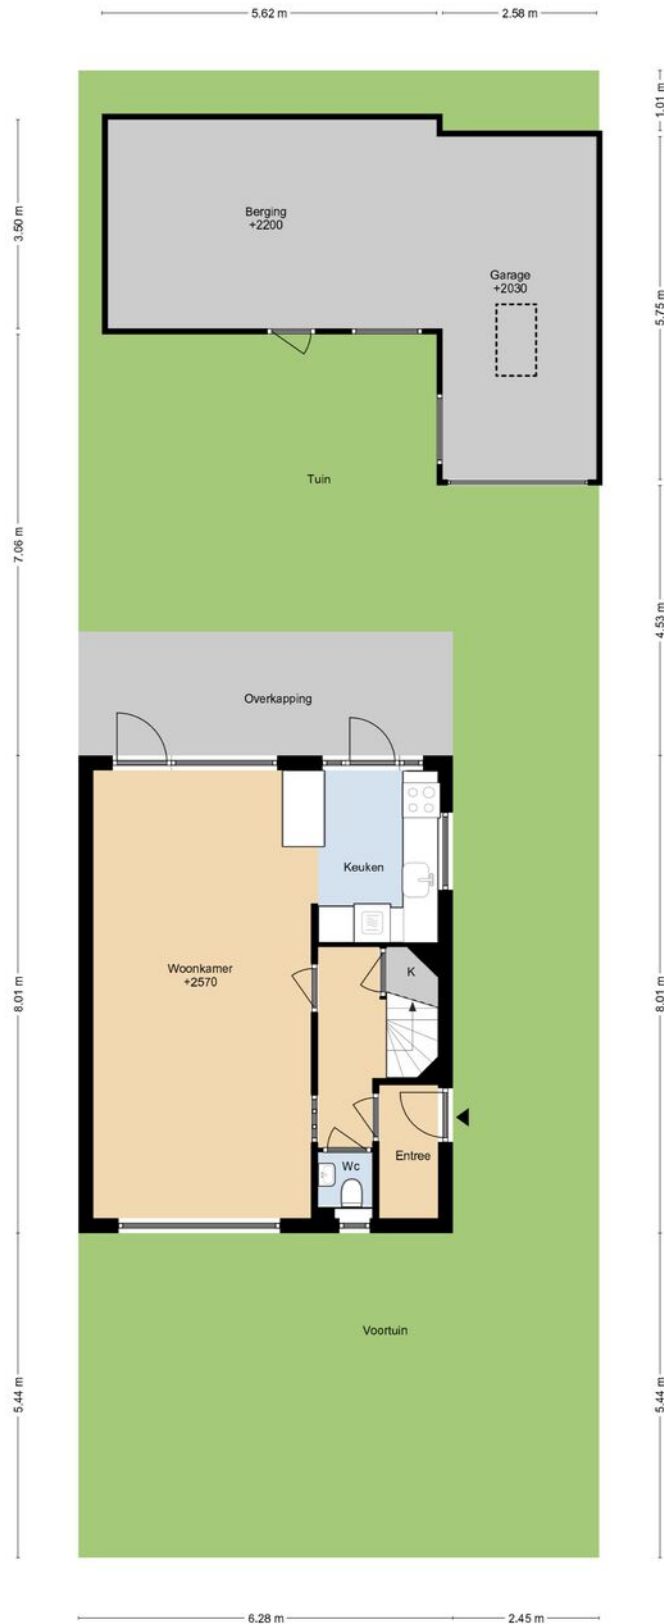 5.62 m
2.58 m
1.01 m
3.50 m
Berging
+2200
Garage
+2030
5.75 m
Tuin
7.06 m
4.53 m
Overkapping
Keuken
Woonkamer
+2570
K
8.01 m
8.01 m
Entree
Wc
Voortuin
5.44 m
5.44 m
6.28 m
2.45 m